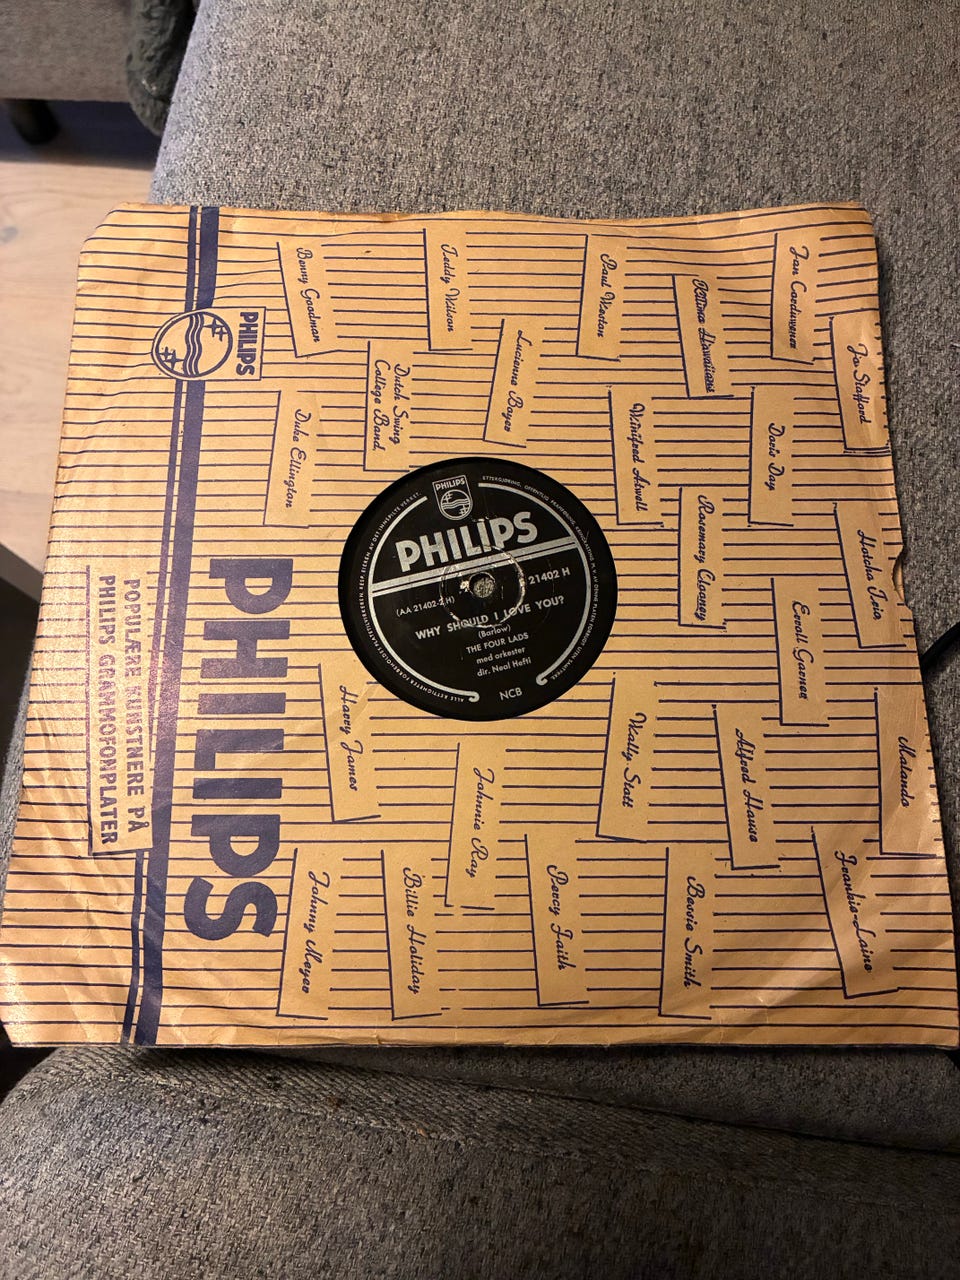 PHILIPS
PHILIPS
POPULÆRE KUNSTNERE PÅ
PHILIPS GRAMMOFONPLATER
Benny Goodman
Teddy Wilson
Paul Weston
Kilima Hawaiians
Jan Corduwener
Jo Stafford
Lucienne Boyer
Dutch Swing
College Band
Duke Ellington
Winifred Atwell
Doris Day
Rosemary Clooney
Hotcha Trio
Erroll Garner
Harry James
Wally Stott
Alfred Hause
Malando
Johnnie Ray
Johnny Meyer
Billie Holiday
Percy Faith
Bessie Smith
Frankie Laine
PHILIPS
PHILIPS
(AA 21402-2 H)
21402 H
WHY SHOULD I LOVE YOU?
(Barlow)
THE FOUR LADS
med orkester
dir. Neal Hefti
NCB